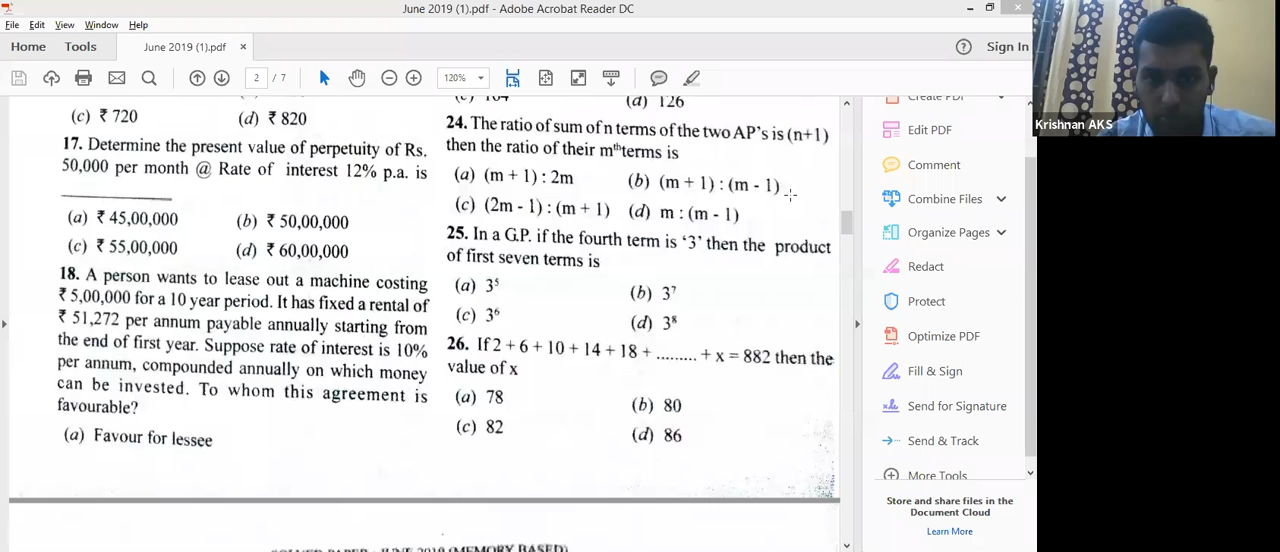 June 2019 (1).pdf - Adobe Acrobat Reader DC
File Edit View Window Help
Home Tools June 2019 (1).pdf × Sign In
2 / 7 120%
(c) ₹ 720 (d) ₹ 820
17. Determine the present value of perpetuity of Rs.
50,000 per month @ Rate of interest 12% p.a. is
(a) ₹ 45,00,000 (b) ₹ 50,00,000
(c) ₹ 55,00,000 (d) ₹ 60,00,000
18. A person wants to lease out a machine costing
₹ 5,00,000 for a 10 year period. It has fixed a rental of
₹ 51,272 per annum payable annually starting from
the end of first year. Suppose rate of interest is 10%
per annum, compounded annually on which money
can be invested. To whom this agreement is
favourable?
(a) Favour for lessee
(c) 104 (d) 126
24. The ratio of sum of n terms of the two AP's is (n+1)
then the ratio of their mᵗʰterms is
(a) (m + 1) : 2m (b) (m + 1) : (m - 1)
(c) (2m - 1) : (m + 1) (d) m : (m - 1)
25. In a G.P. if the fourth term is ‘3’ then the product
of first seven terms is
(a) 3⁵ (b) 3⁷
(c) 3⁶ (d) 3⁸
26. If 2 + 6 + 10 + 14 + 18 + ......... + x = 882 then the
value of x
(a) 78 (b) 80
(c) 82 (d) 86
SOLVED PAPER - JUNE 2019 (MEMORY BASED)
Create PDF
Edit PDF
Comment
Combine Files
Organize Pages
Redact
Protect
Optimize PDF
Fill & Sign
Send for Signature
Send & Track
More Tools
Store and share files in the
Document Cloud
Learn More
Krishnan AKS